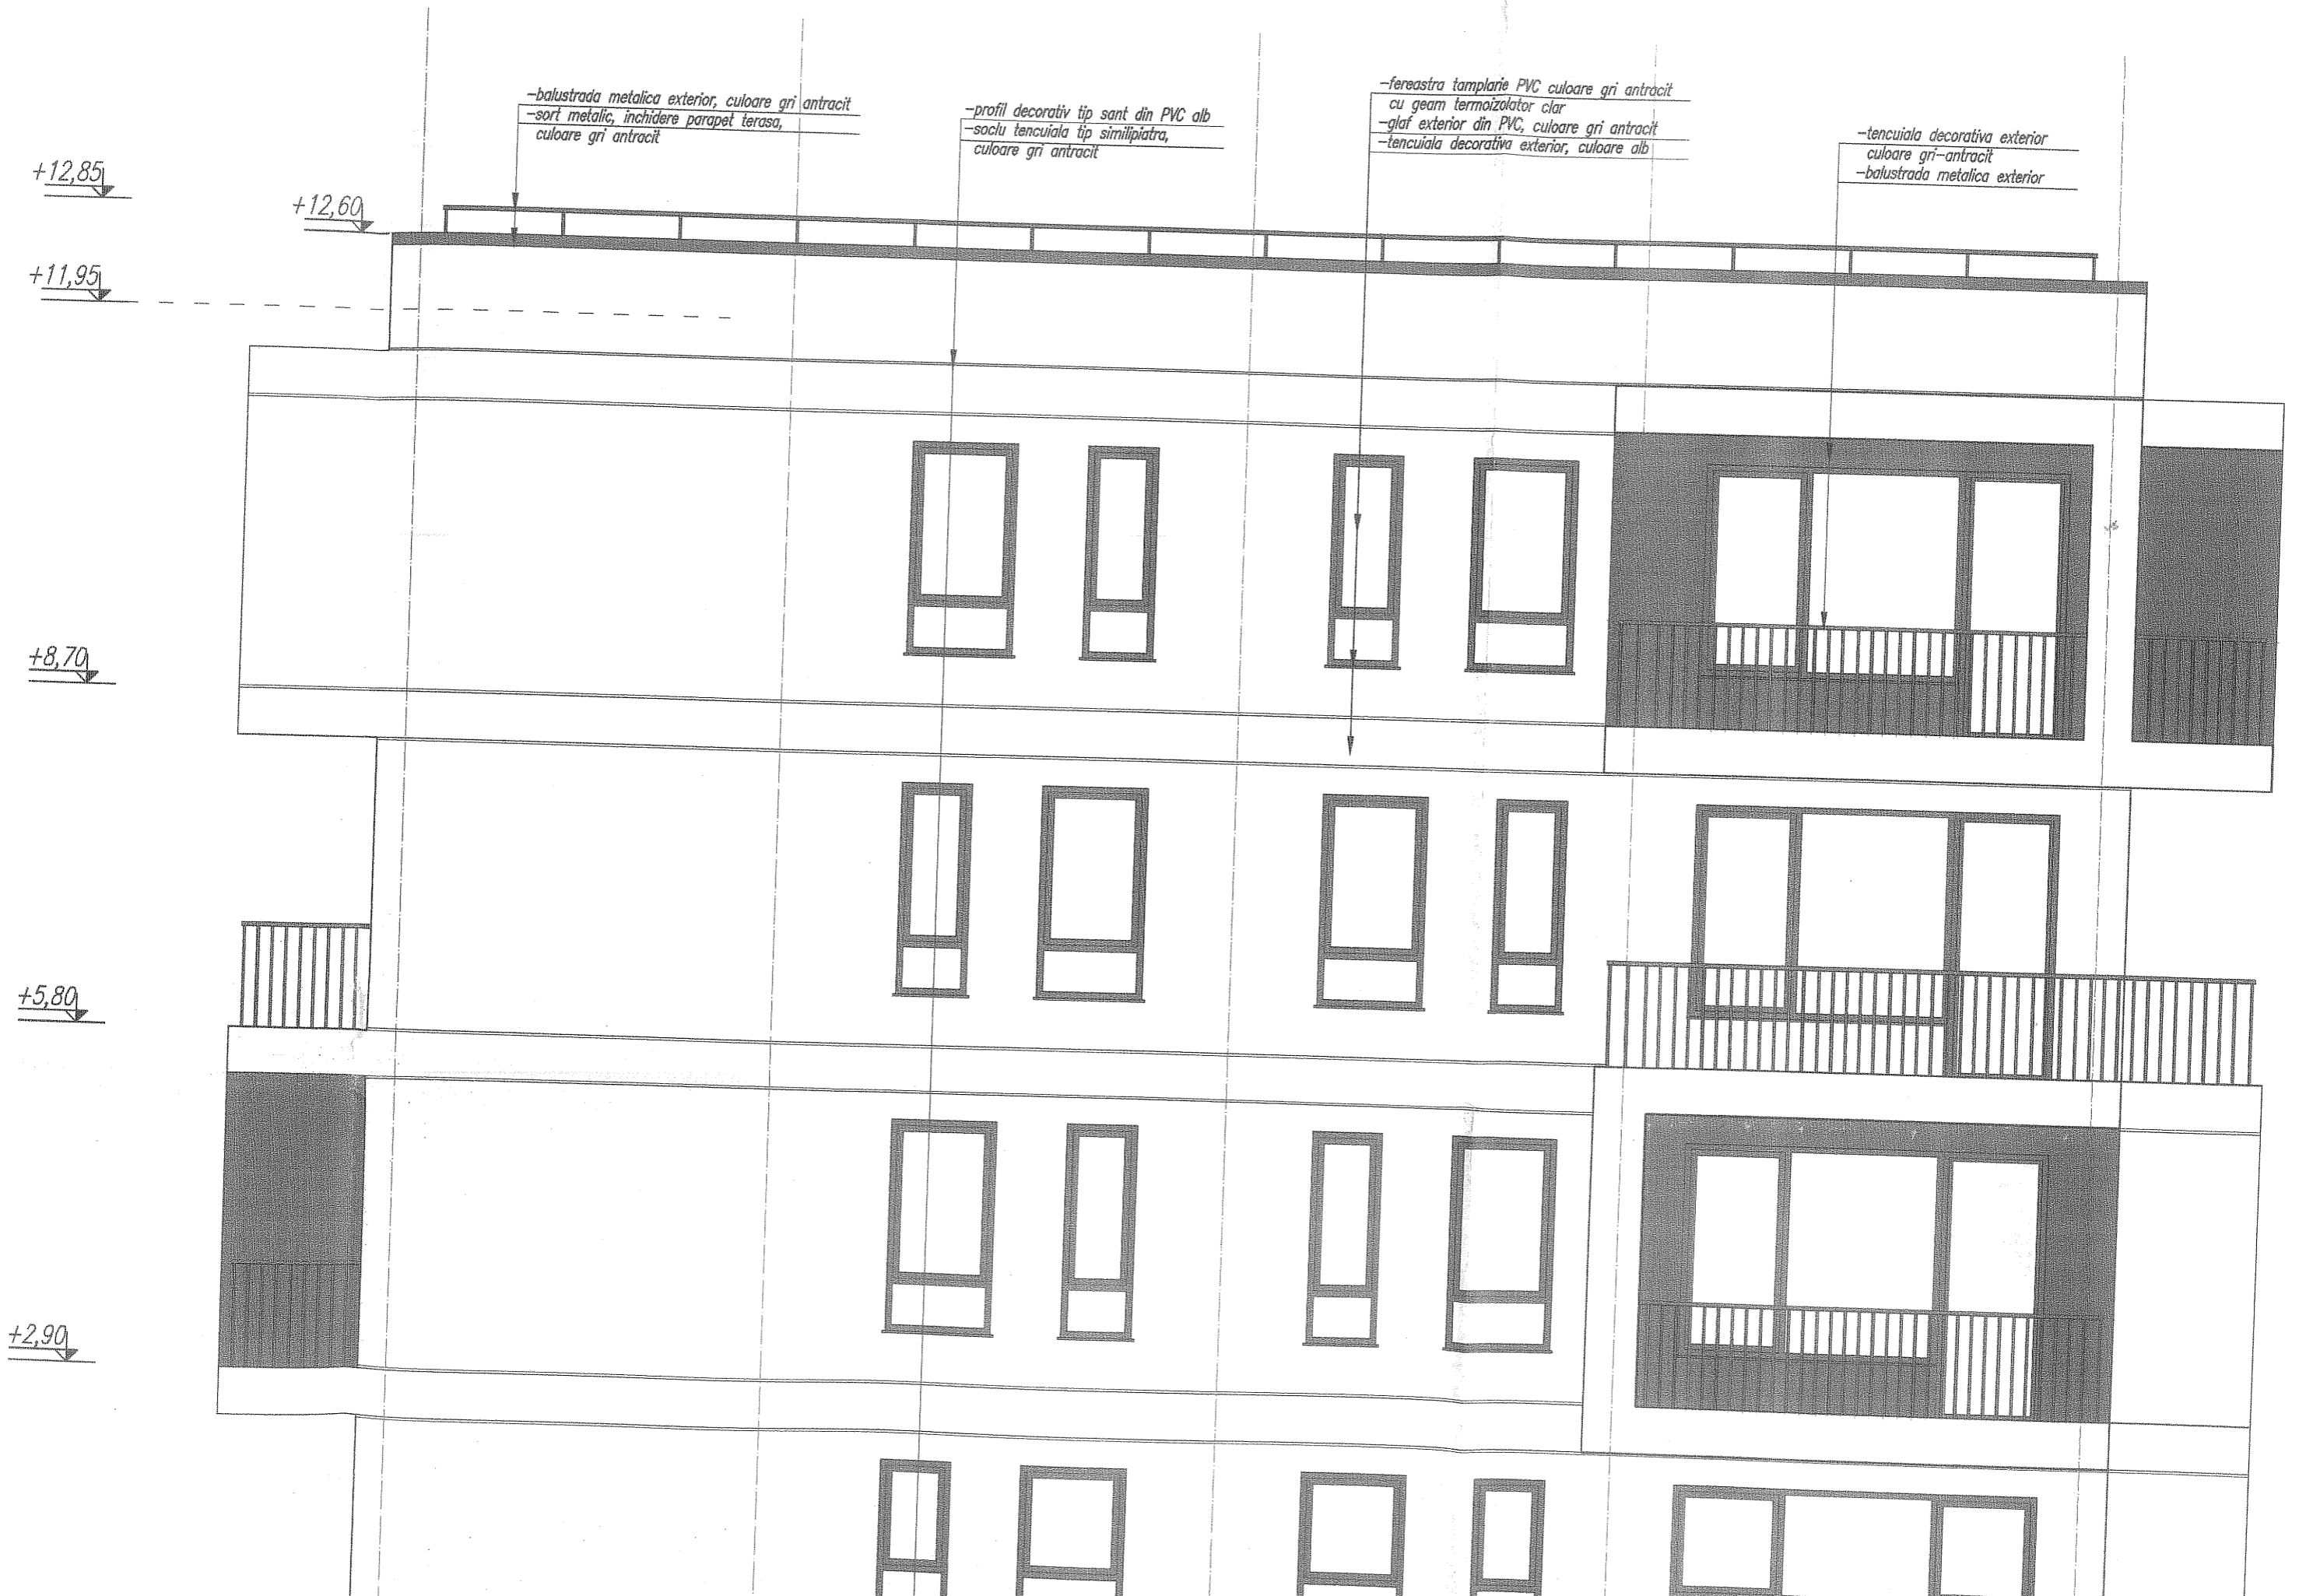 -balustrada metalica exterior, culoare gri antracit
-sort metalic, inchidere parapet terasa,
culoare gri antracit
-profil decorativ tip sant din PVC alb
-soclu tencuiala tip similipiatra,
culoare gri antracit
-fereastra tamplarie PVC culoare gri antracit
cu geam termoizolator clar
-glaf exterior din PVC, culoare gri antracit
-tencuiala decorativa exterior, culoare alb
-tencuiala decorativa exterior
culoare gri-antracit
-balustrada metalica exterior
+12,85
+12,60
+11,95
+8,70
+5,80
+2,90